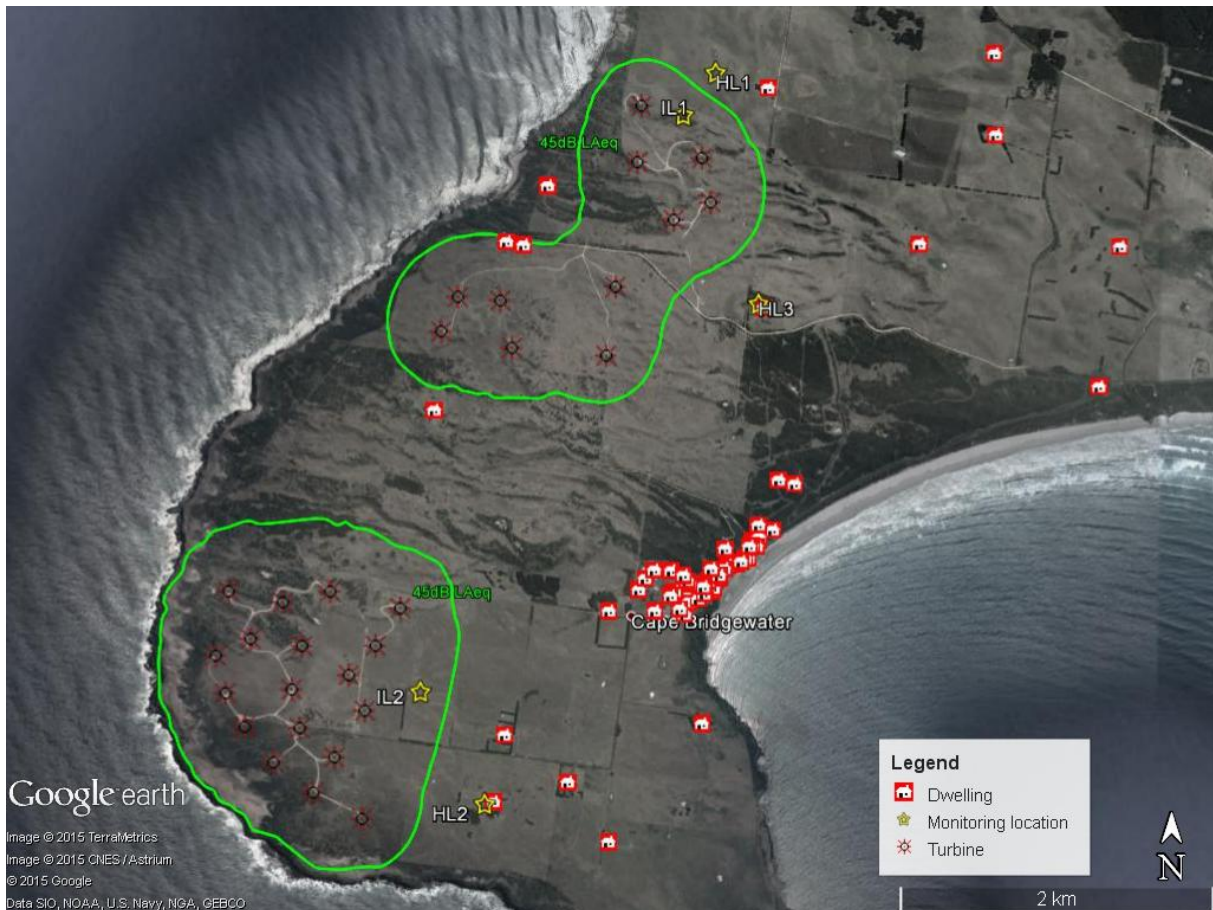 HL1
IL1
45dB LAeq
HL3
45dB LAeq
Cape Bridgewater
IL2
HL2
Legend
Dwelling
Monitoring location
Turbine
N
2 km
Google earth
Image © 2015 TerraMetrics
Image © 2015 CNES / Astrium
© 2015 Google
Data SIO, NOAA, U.S. Navy, NGA, GEBCO